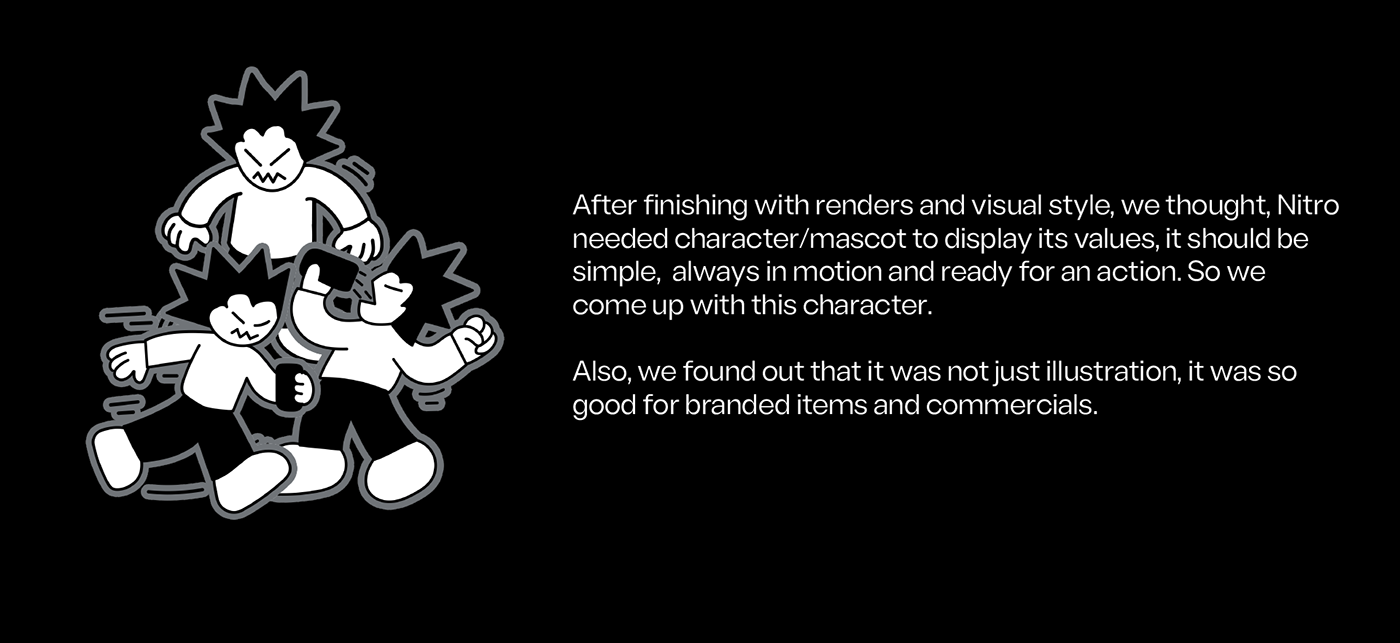 After finishing with renders and visual style, we thought, Nitro
needed character/mascot to display its values, it should be
simple,  always in motion and ready for an action. So we
come up with this character.
Also, we found out that it was not just illustration, it was so
good for branded items and commercials.